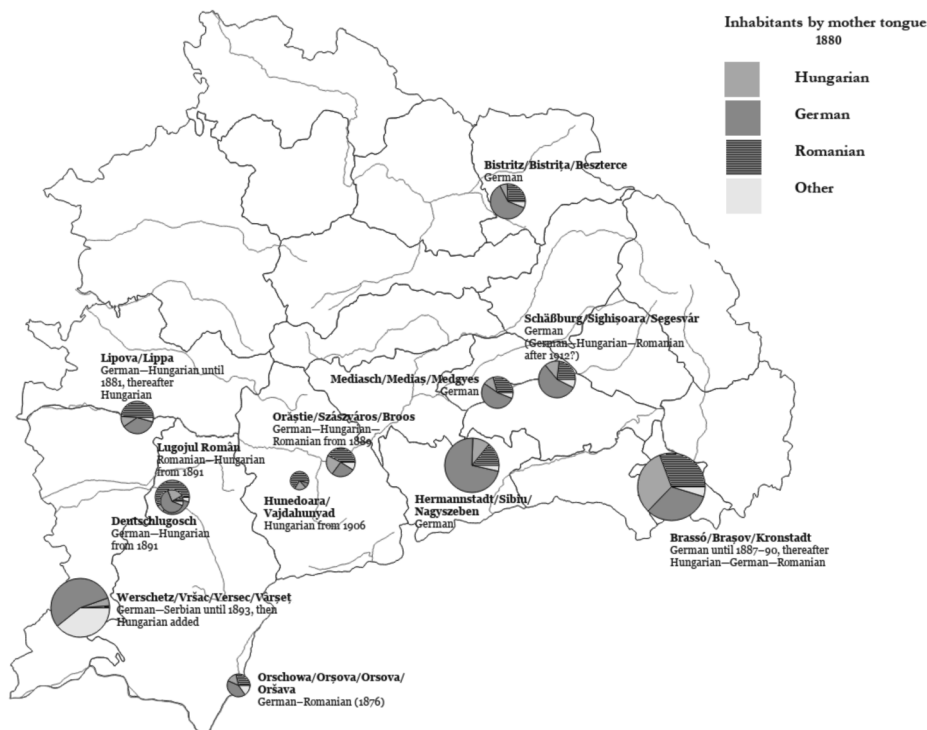 Inhabitants by mother tongue
1880
Hungarian
German
Romanian
Other
Bistritz/Bistrița/Beszterce
German
Schäßburg/Sighișoara/Segesvár
German
(German–Hungarian–Romanian
after 1912?)
Lipova/Lippa
German—Hungarian until
1881, thereafter
Hungarian
Mediasch/Mediaș/Medgyes
German
Orăștie/Szászváros/Broos
German—Hungarian—
Romanian from 1889
Lugojul Român
Romanian—Hungarian
from 1891
Hunedoara/
Vajdahunyad
Hungarian from 1906
Hermannstadt/Sibiu/
Nagyszeben
German
Deutschlugosch
German—Hungarian
from 1891
Brassó/Brașov/Kronstadt
German until 1887–90, thereafter
Hungarian—German—Romanian
Werschetz/Vršac/Versec/Vârșeț
German—Serbian until 1893, then
Hungarian added
Orschowa/Orșova/Orsova/
Oršava
German–Romanian (1876)